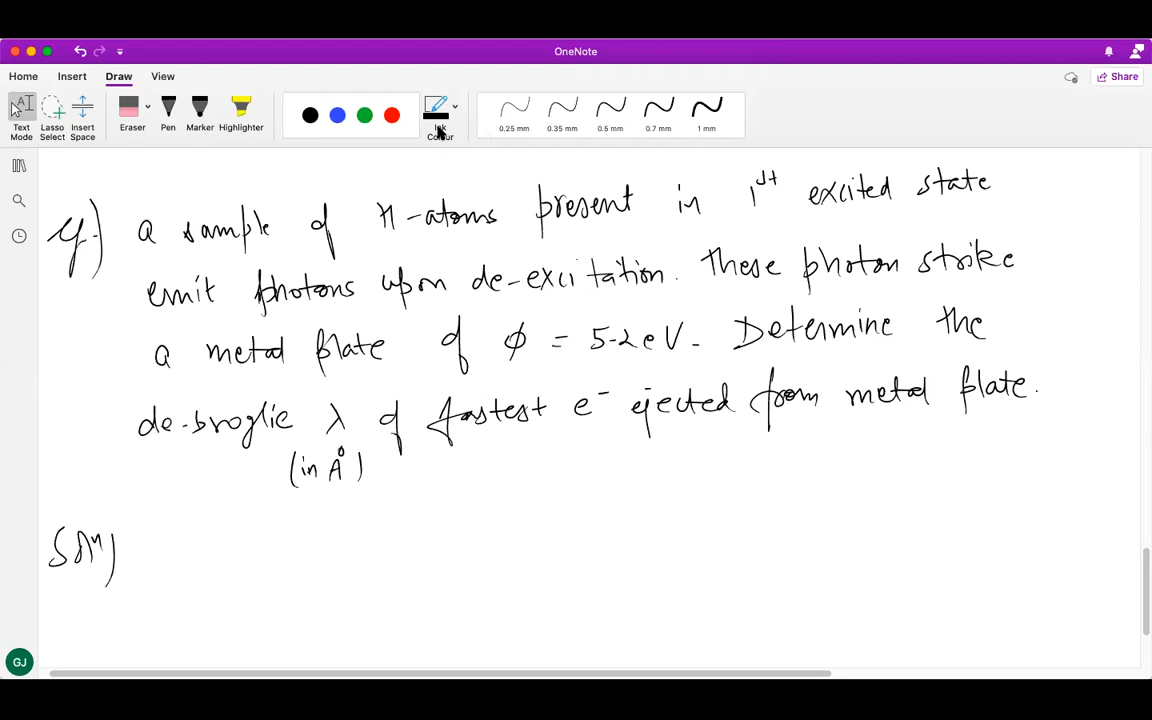 OneNote
Home Insert Draw View
Share
Text Mode
Lasso Select
Insert Space
Eraser
Pen
Marker
Highlighter
Ink Colour
0.25 mm
0.35 mm
0.5 mm
0.7 mm
1 mm
a sample of H-atoms present in 1st excited state
emit photons upon de-excitation. These photon strike
a metal plate of ϕ = 5.2 eV. Determine the
de-broglie λ of fastest e⁻ ejected from metal plate.
(in A°)
Solⁿ)
GJ